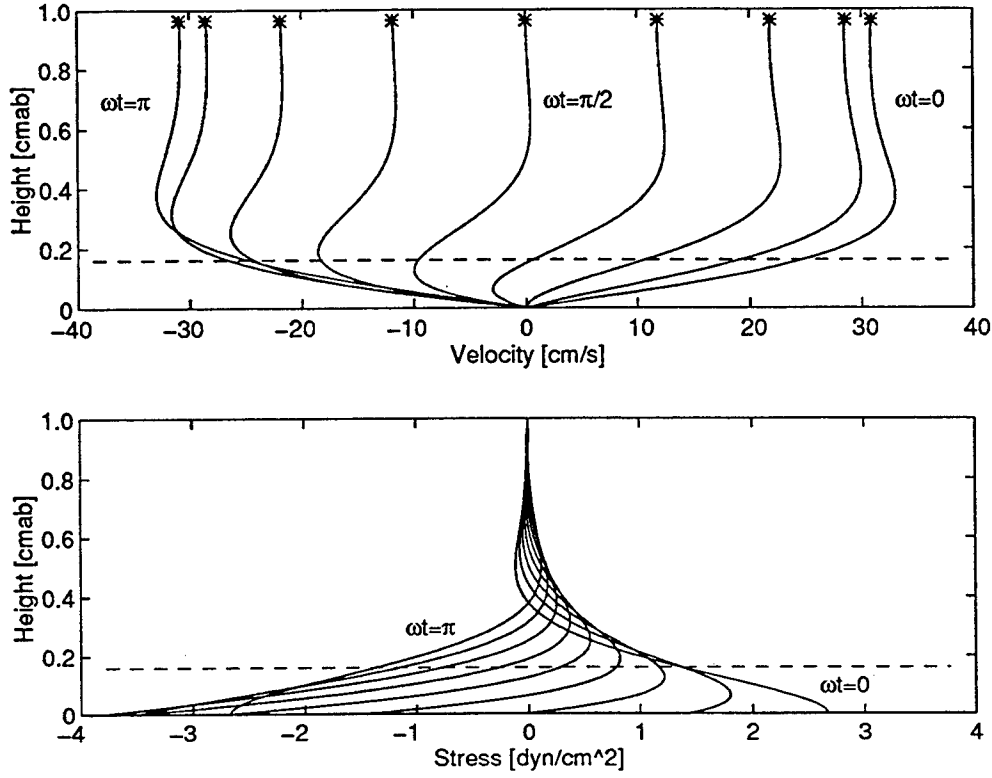 1.0
0.8
0.6
0.4
0.2
0
Height [cmab]
ωt=π
ωt=π/2
ωt=0
−40 −30 −20 −10 0 10 20 30 40
Velocity [cm/s]
1.0
0.8
0.6
0.4
0.2
0
Height [cmab]
ωt=π
ωt=0
−4 −3 −2 −1 0 1 2 3 4
Stress [dyn/cm^2]